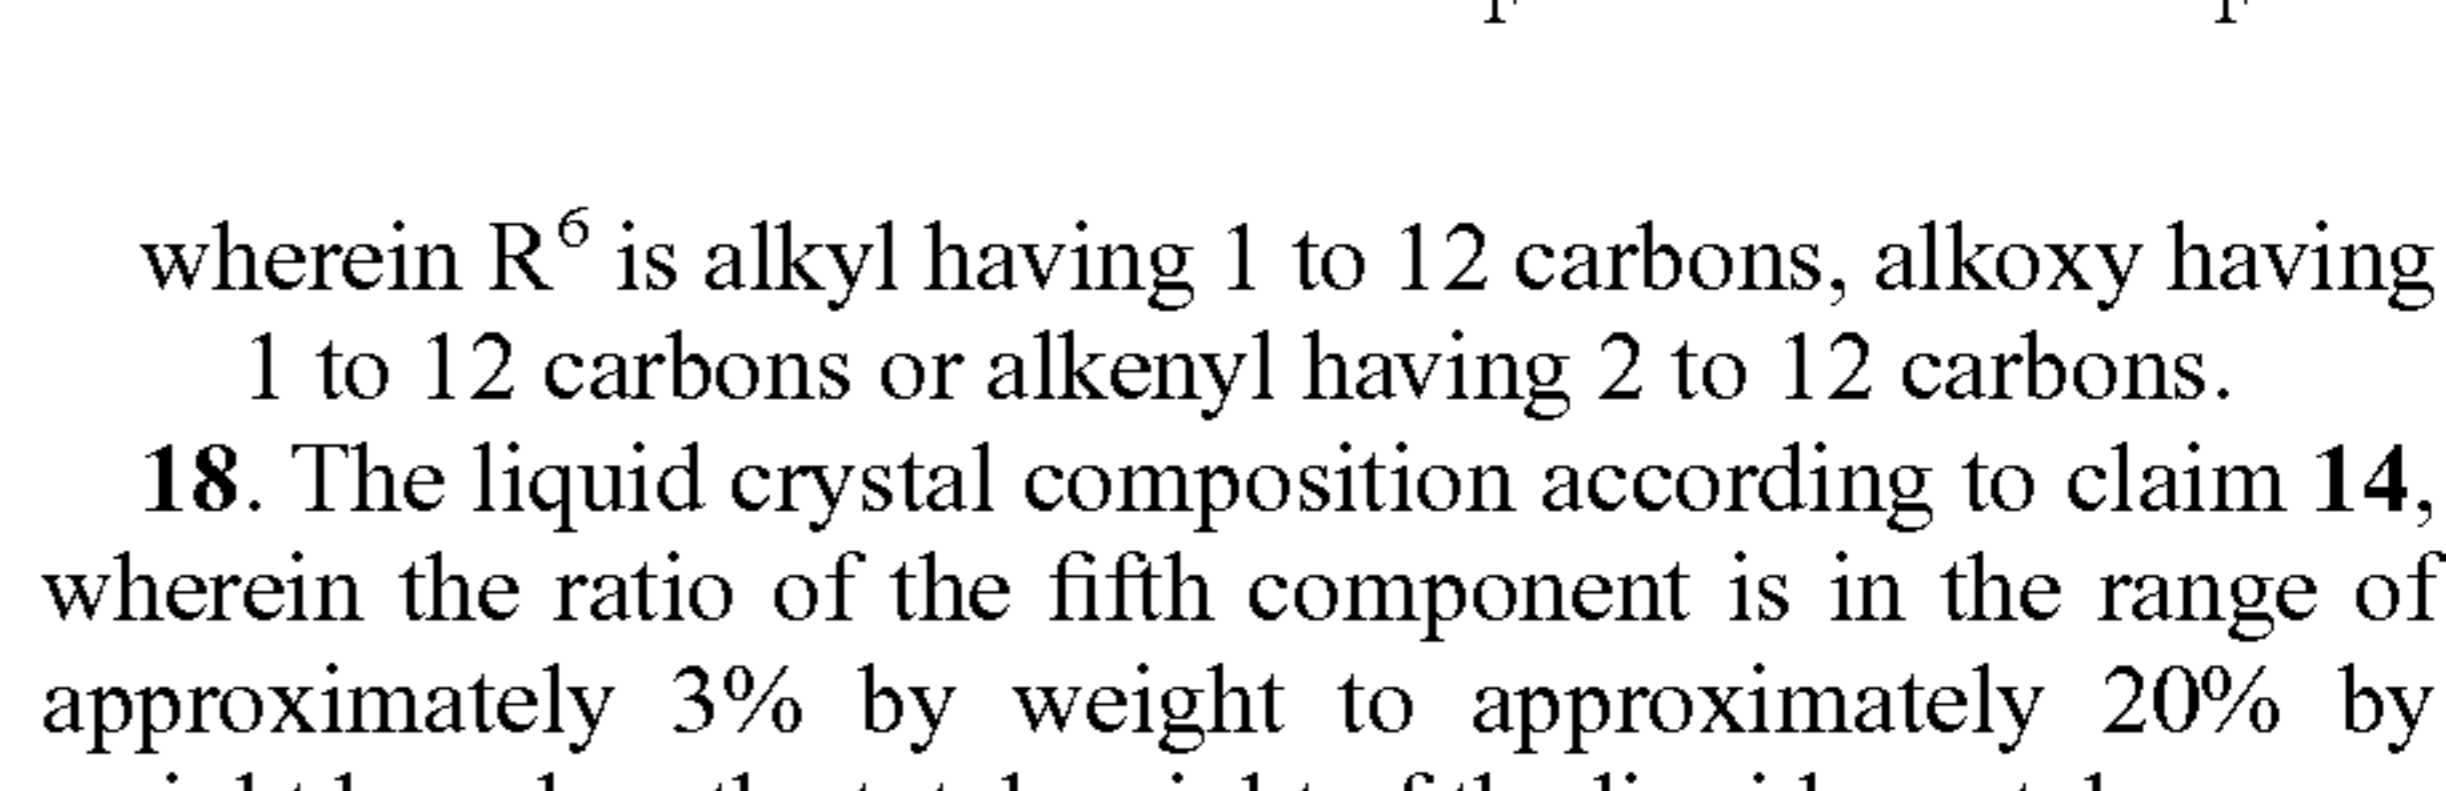 wherein R⁶ is alkyl having 1 to 12 carbons, alkoxy having
1 to 12 carbons or alkenyl having 2 to 12 carbons.
18. The liquid crystal composition according to claim 14,
wherein the ratio of the fifth component is in the range of
approximately 3% by weight to approximately 20% by